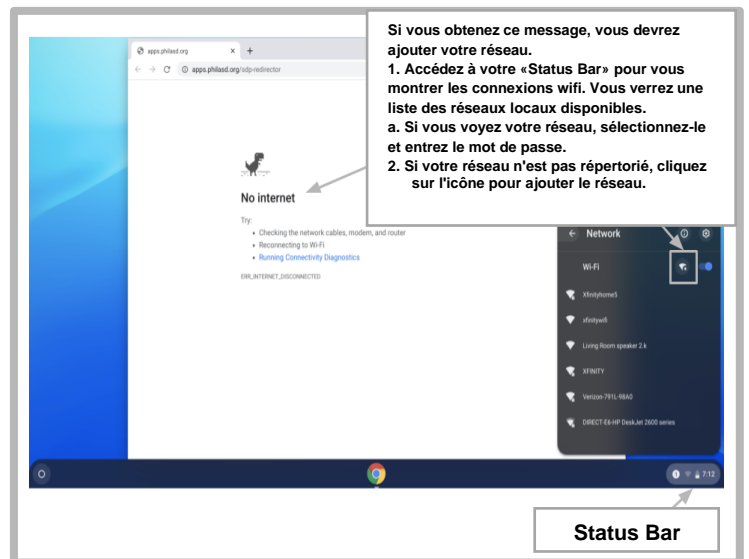 Si vous obtenez ce message, vous devrez
ajouter votre réseau.
1. Accédez à votre «Status Bar» pour vous
montrer les connexions wifi. Vous verrez une
liste des réseaux locaux disponibles.
a. Si vous voyez votre réseau, sélectionnez-le
et entrez le mot de passe.
2. Si votre réseau n'est pas répertorié, cliquez
sur l'icône pour ajouter le réseau.
apps.philasd.org
apps.philasd.org/sdp-redirector
No internet
Try:
• Checking the network cables, modem, and router
• Reconnecting to Wi-Fi
• Running Connectivity Diagnostics
ERR_INTERNET_DISCONNECTED
Network
Wi-Fi
Xfinityhome5
xfinitywifi
Living Room speaker 2.k
XFINITY
Verizon-791L-98A0
DIRECT-E6-HP DeskJet 2600 series
7:12
Status Bar